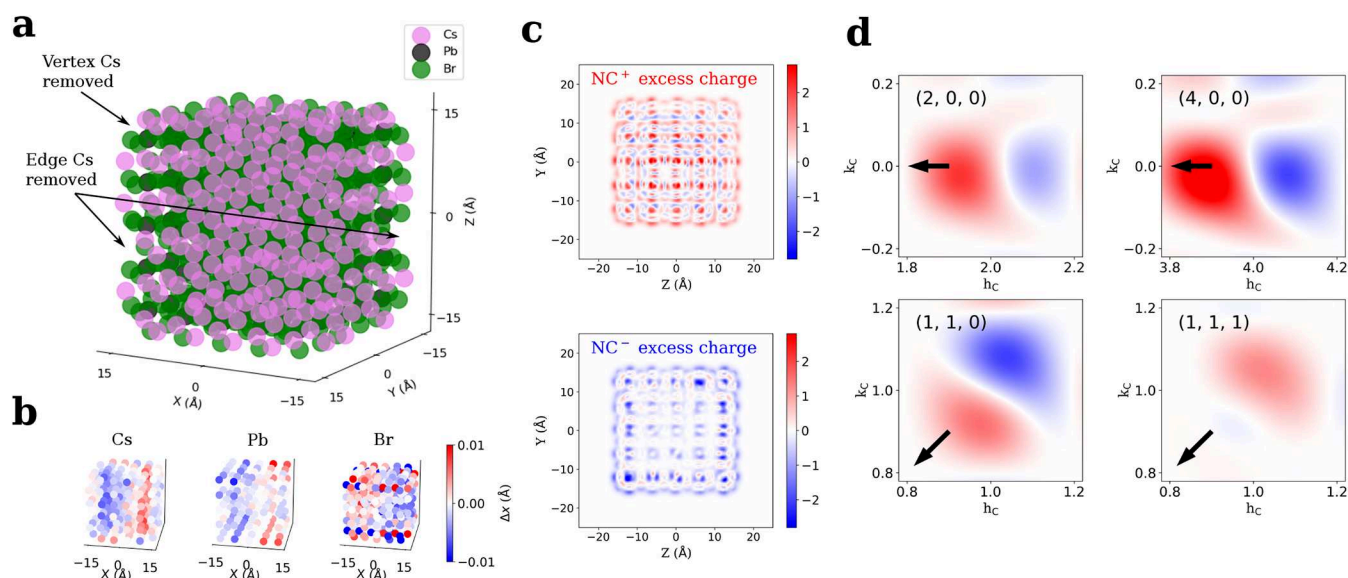 a
Cs
Pb
Br
Vertex Cs
removed
Edge Cs
removed
15
0
−15
Z (Å)
15
0
−15
X (Å)
15
0
−15
Y (Å)
b
Cs
Pb
Br
−15 0 15
X (Å)
−15 0 15
X (Å)
−15 0 15
X (Å)
0.01
0.00
−0.01
Δx (Å)
c
NC⁺ excess charge
20
10
0
−10
−20
Y (Å)
−20 −10 0 10 20
Z (Å)
2
1
0
−1
−2
NC⁻ excess charge
20
10
0
−10
−20
Y (Å)
−20 −10 0 10 20
Z (Å)
2
1
0
−1
−2
d
(2, 0, 0)
0.2
0.0
−0.2
k_C
1.8 2.0 2.2
h_C
(4, 0, 0)
0.2
0.0
−0.2
k_C
3.8 4.0 4.2
h_C
(1, 1, 0)
1.2
1.0
0.8
k_C
0.8 1.0 1.2
h_C
(1, 1, 1)
1.2
1.0
0.8
k_C
0.8 1.0 1.2
h_C